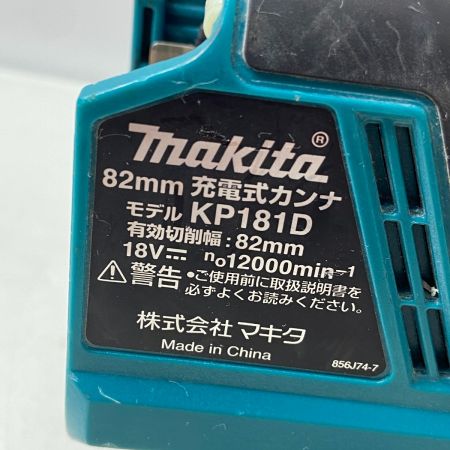 makita®
82mm 充電式カンナ
モデル KP181D
有効切削幅:82mm
18V⎓ no12000min-1
⚠警告 •ご使用前に取扱説明書を
必ずよくお読みください。
株式会社 マキタ
Made in China
856J74-7